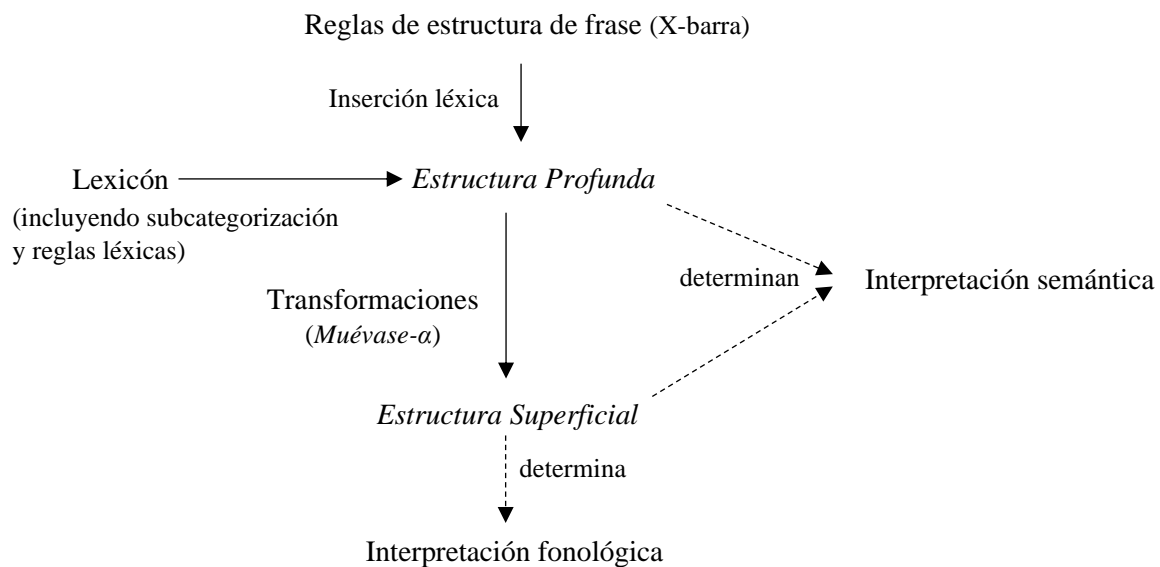 Reglas de estructura de frase (X-barra)
Inserción léxica
Lexicón
Estructura Profunda
(incluyendo subcategorización
y reglas léxicas)
determinan
Interpretación semántica
Transformaciones
(Muévase-α)
Estructura Superficial
determina
Interpretación fonológica